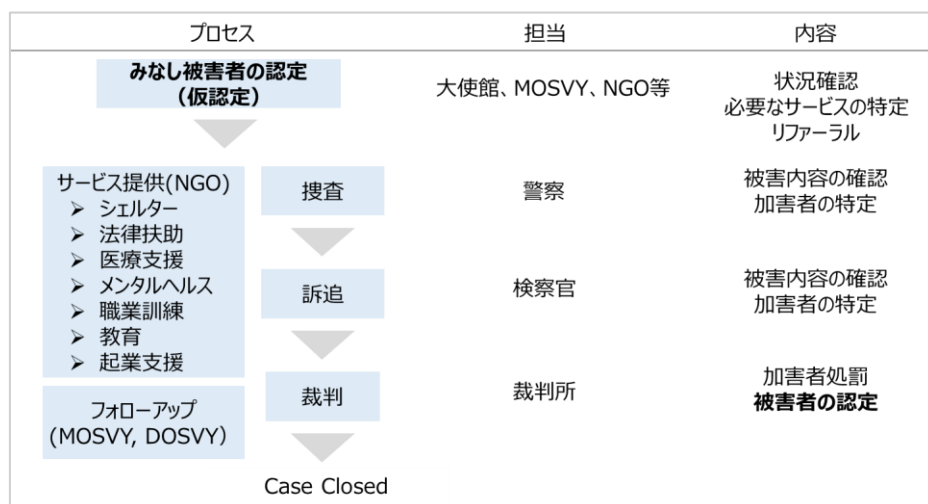 プロセス 担当 内容
みなし被害者の認定
（仮認定）
大使館、MOSVY、NGO等
状況確認
必要なサービスの特定
リファーラル
サービス提供(NGO)
➢ シェルター
➢ 法律扶助
➢ 医療支援
➢ メンタルヘルス
➢ 職業訓練
➢ 教育
➢ 起業支援
捜査
警察
被害内容の確認
加害者の特定
訴追
検察官
被害内容の確認
加害者の特定
裁判
裁判所
加害者処罰
被害者の認定
フォローアップ
(MOSVY, DOSVY）
Case Closed